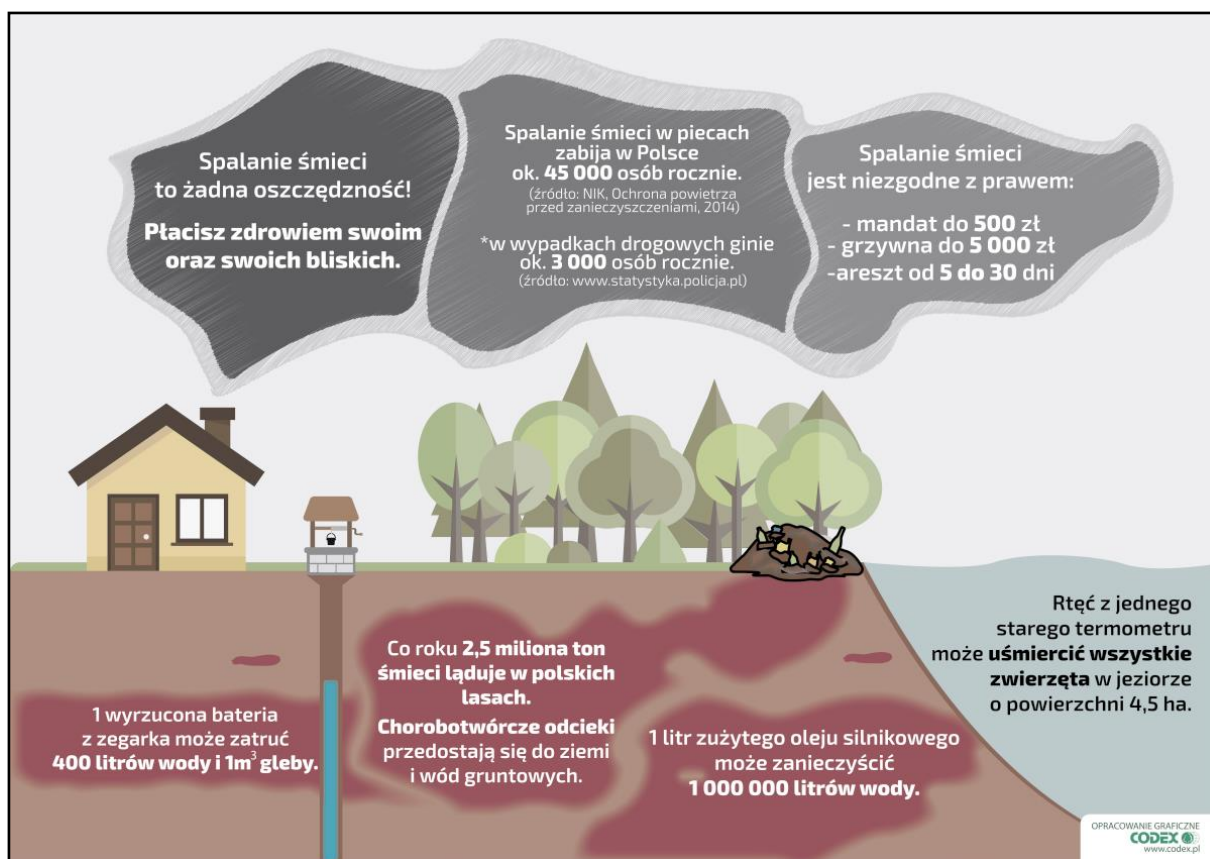 Spalanie śmieci
to żadna oszczędność!
Płacisz zdrowiem swoim
oraz swoich bliskich.
Spalanie śmieci w piecach
zabija w Polsce
ok. 45 000 osób rocznie.
(źródło: NIK, Ochrona powietrza
przed zanieczyszczeniami, 2014)
*w wypadkach drogowych ginie
ok. 3 000 osób rocznie.
(źródło: www.statystyka.policja.pl)
Spalanie śmieci
jest niezgodne z prawem:
- mandat do 500 zł
- grzywna do 5 000 zł
-areszt od 5 do 30 dni
1 wyrzucona bateria
z zegarka może zatruć
400 litrów wody i 1m³ gleby.
Co roku 2,5 miliona ton
śmieci ląduje w polskich
lasach.
Chorobotwórcze odcieki
przedostają się do ziemi
i wód gruntowych.
1 litr zużytego oleju silnikowego
może zanieczyścić
1 000 000 litrów wody.
Rtęć z jednego
starego termometru
może uśmiercić wszystkie
zwierzęta w jeziorze
o powierzchni 4,5 ha.
OPRACOWANIE GRAFICZNE
CODEX
www.codex.pl